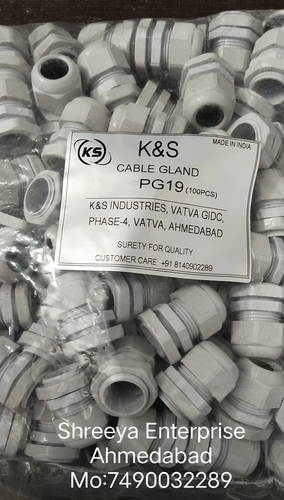 KS
K&S
MADE IN INDIA
CABLE GLAND
PG19 (100PCS)
K&S INDUSTRIES, VATVA GIDC,
PHASE-4, VATVA, AHMEDABAD
SURETY FOR QUALITY
CUSTOMER CARE +91 8140902289
Shreeya Enterprise
Ahmedabad
Mo:7490032289